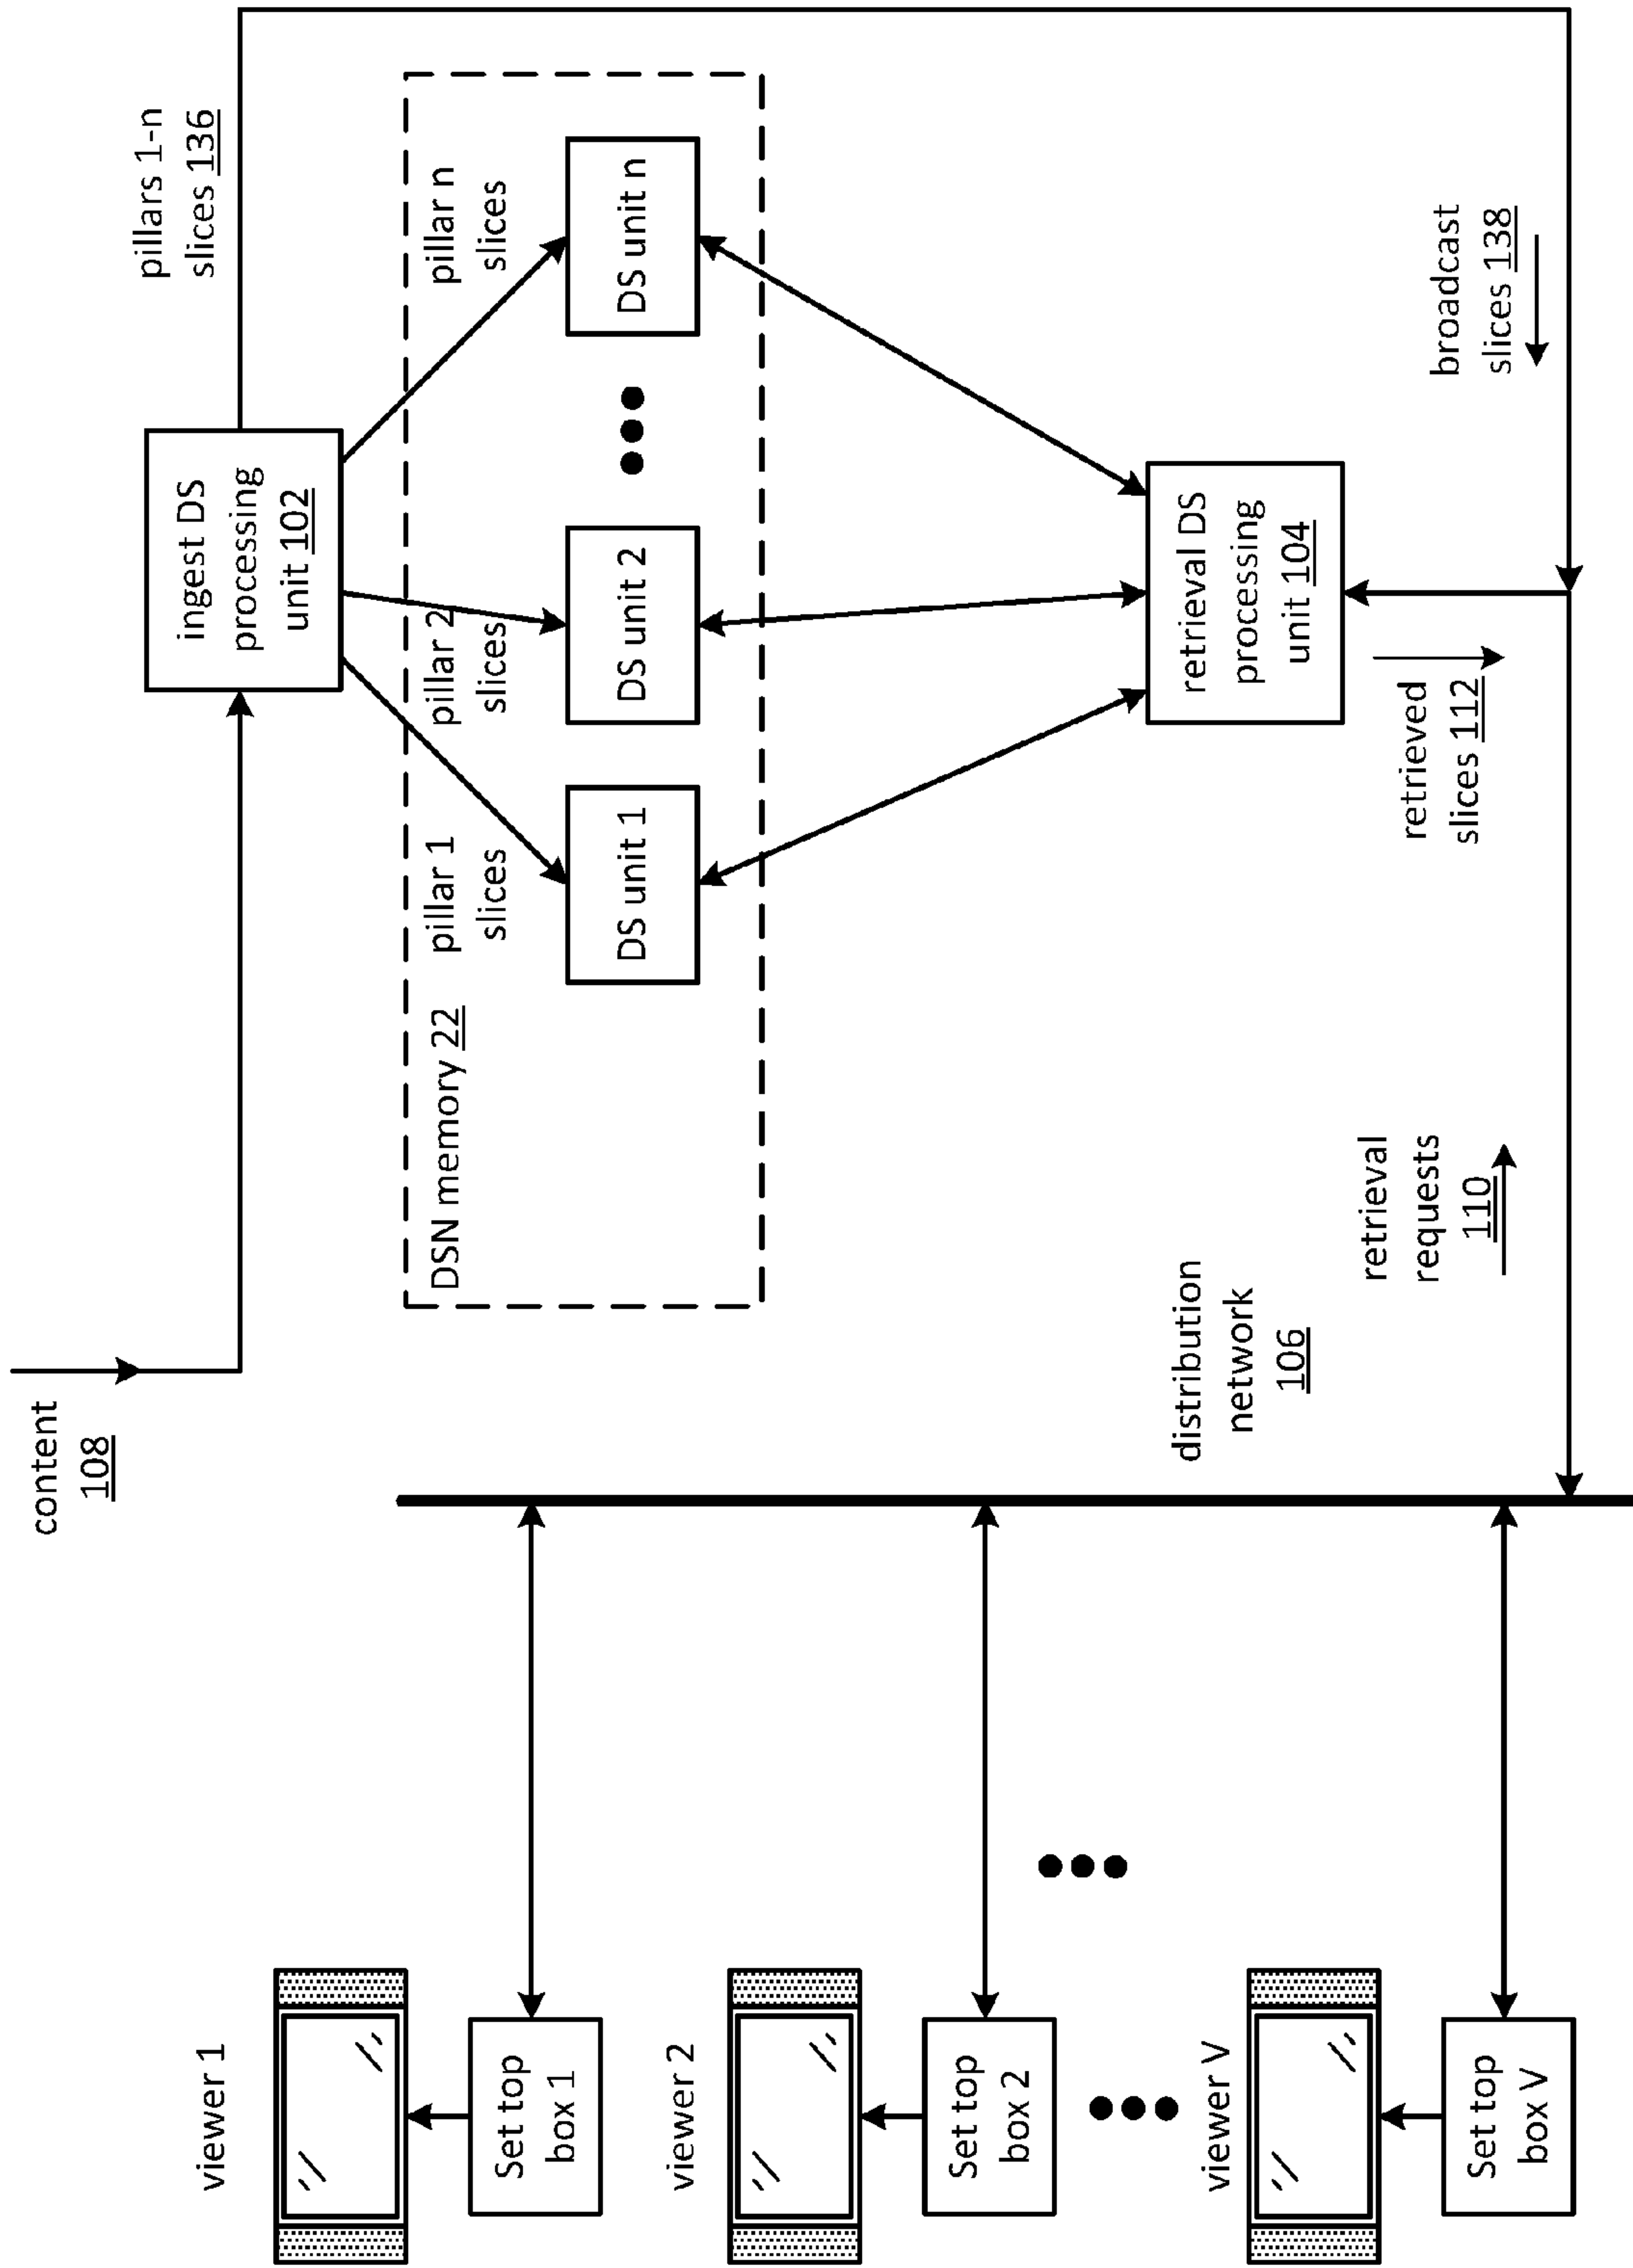 content
108
pillars 1-n
slices 136
ingest DS
processing
unit 102
DSN memory 22
pillar 1
slices
pillar 2
slices
pillar n
slices
DS unit 1
DS unit 2
DS unit n
retrieval DS
processing
unit 104
retrieved
slices 112
broadcast
slices 138
retrieval
requests
110
distribution
network
106
viewer 1
Set top
box 1
viewer 2
Set top
box 2
viewer V
Set top
box V